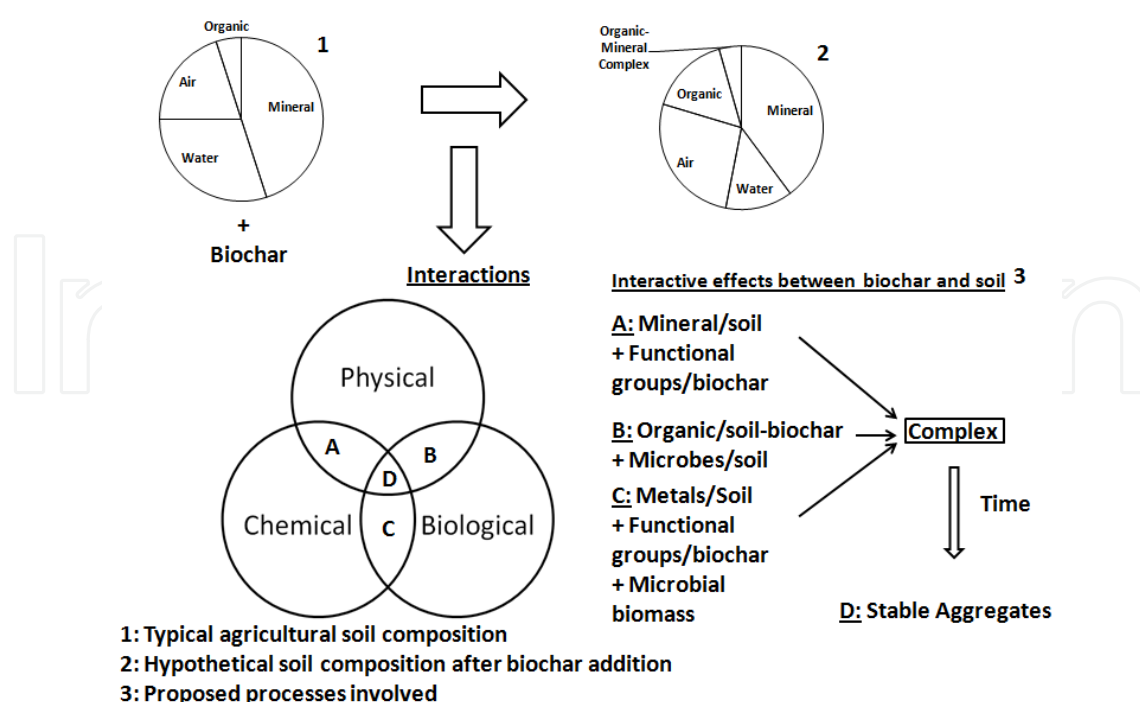 Organic
1
Air
Mineral
Water
+
Biochar
Organic-
Mineral
Complex
2
Organic
Mineral
Air
Water
Interactions
Physical
A
B
D
Chemical
C
Biological
Interactive effects between biochar and soil 3
A: Mineral/soil
+ Functional
groups/biochar
B: Organic/soil-biochar
+ Microbes/soil
C: Metals/Soil
+ Functional
groups/biochar
+ Microbial
biomass
Complex
Time
D: Stable Aggregates
1: Typical agricultural soil composition
2: Hypothetical soil composition after biochar addition
3: Proposed processes involved